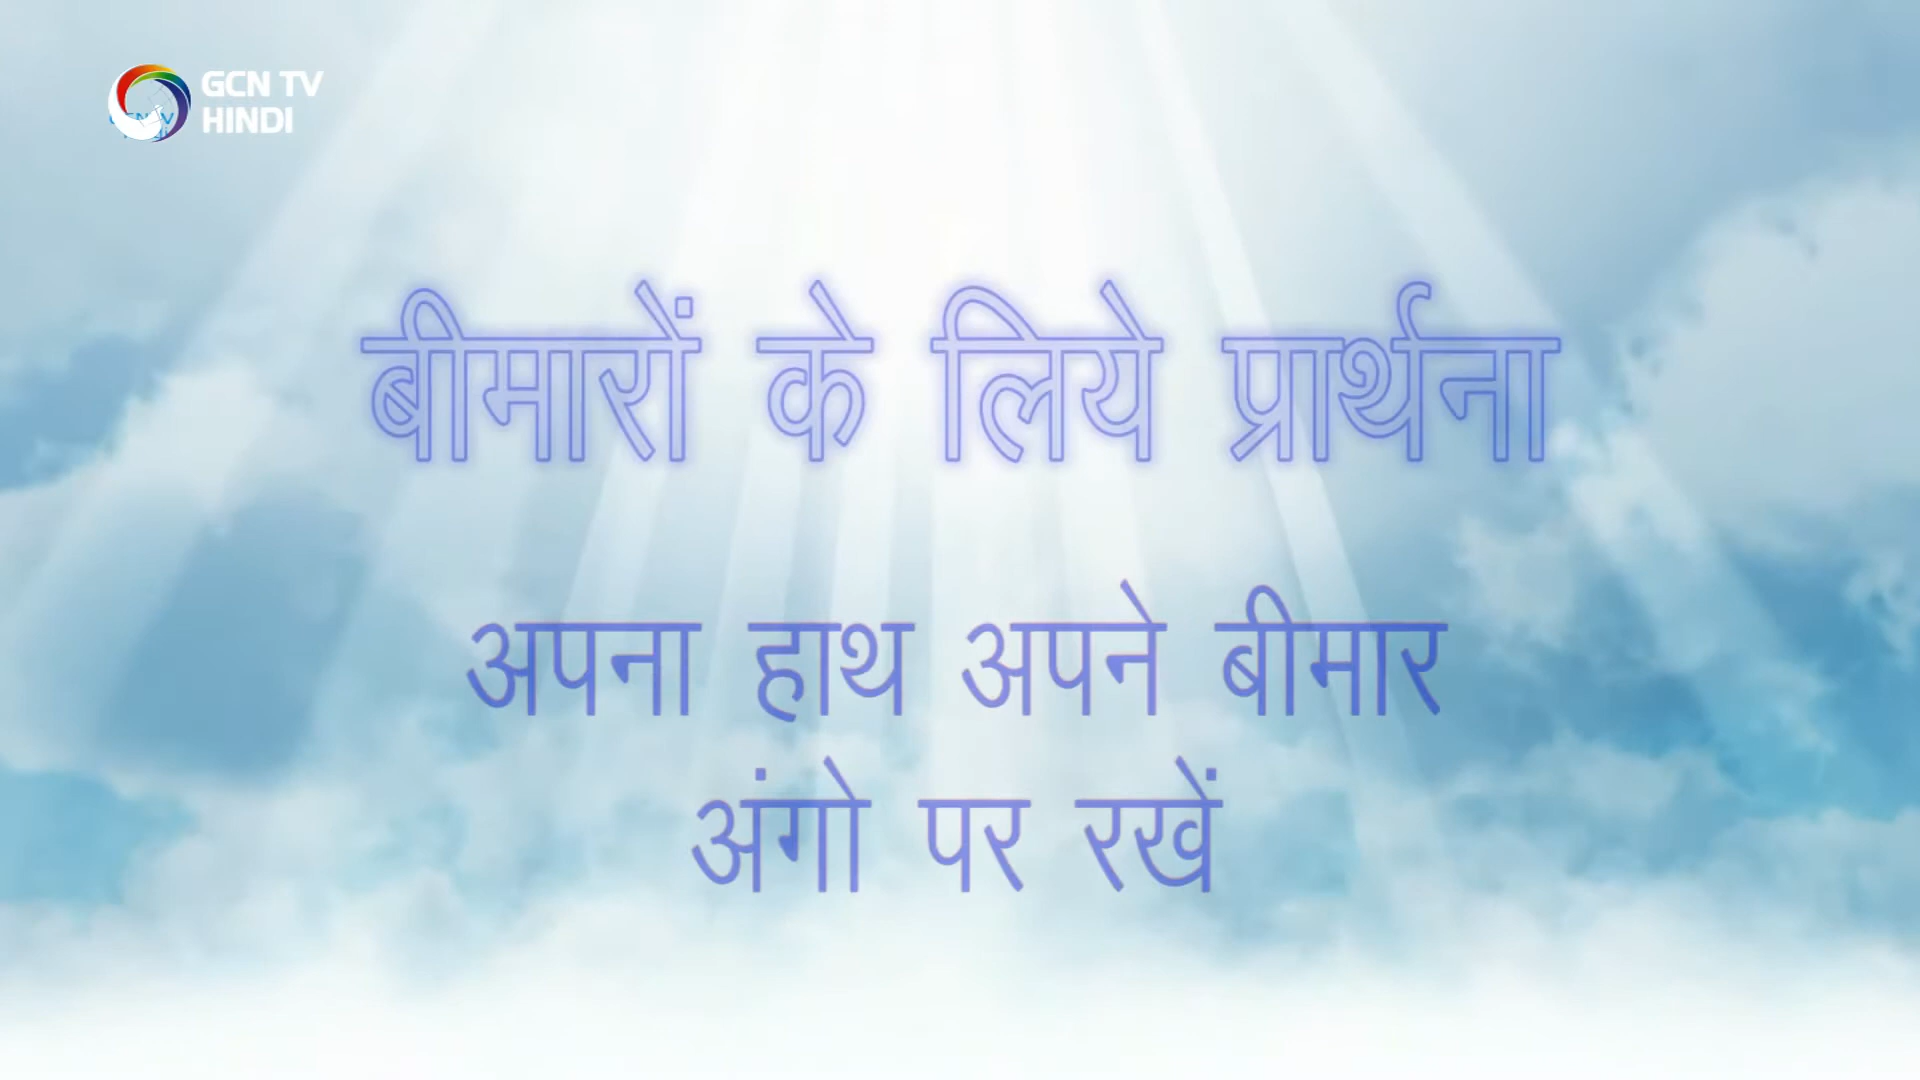 GCN TV
HINDI
बीमारों के लिये प्रार्थना
अपना हाथ अपने बीमार
अंगो पर रखें